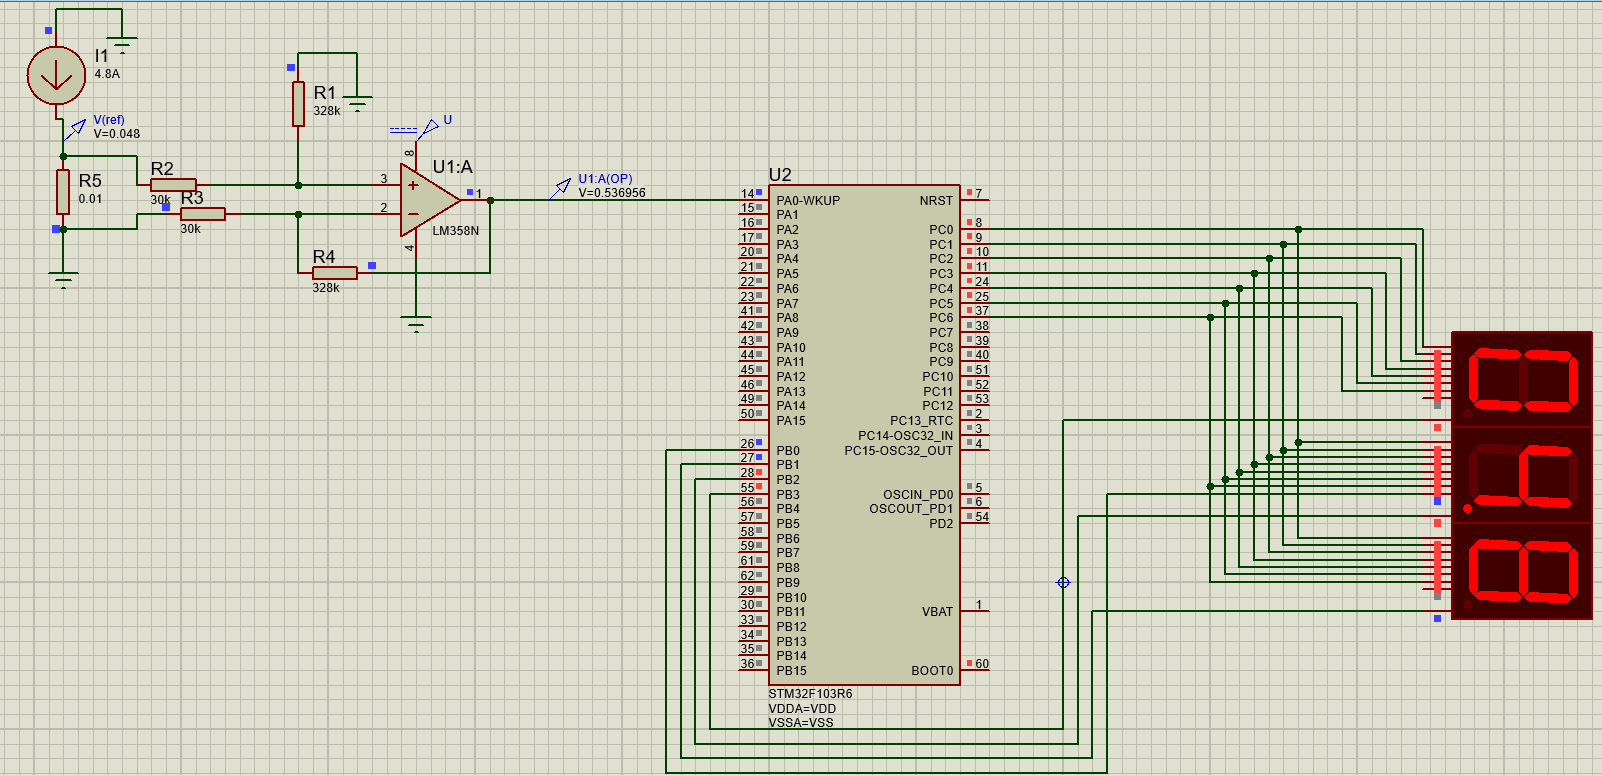 I1
4.8A
V(ref)
V=0.048
R5
0.01
R2
30k
R3
30k
R1
328k
R4
328k
U
U1:A
8
3
2
1
4
LM358N
U1:A(OP)
V=0.536956
U2
14 PA0-WKUP
15 PA1
16 PA2
17 PA3
20 PA4
21 PA5
22 PA6
23 PA7
41 PA8
42 PA9
43 PA10
44 PA11
45 PA12
46 PA13
49 PA14
50 PA15
26 PB0
27 PB1
28 PB2
55 PB3
56 PB4
57 PB5
58 PB6
59 PB7
61 PB8
62 PB9
29 PB10
30 PB11
33 PB12
34 PB13
35 PB14
36 PB15
NRST 7
PC0 8
PC1 9
PC2 10
PC3 11
PC4 24
PC5 25
PC6 37
PC7 38
PC8 39
PC9 40
PC10 51
PC11 52
PC12 53
PC13_RTC 2
PC14-OSC32_IN 3
PC15-OSC32_OUT 4
OSCIN_PD0 5
OSCOUT_PD1 6
PD2 54
VBAT 1
BOOT0 60
STM32F103R6
VDDA=VDD
VSSA=VSS